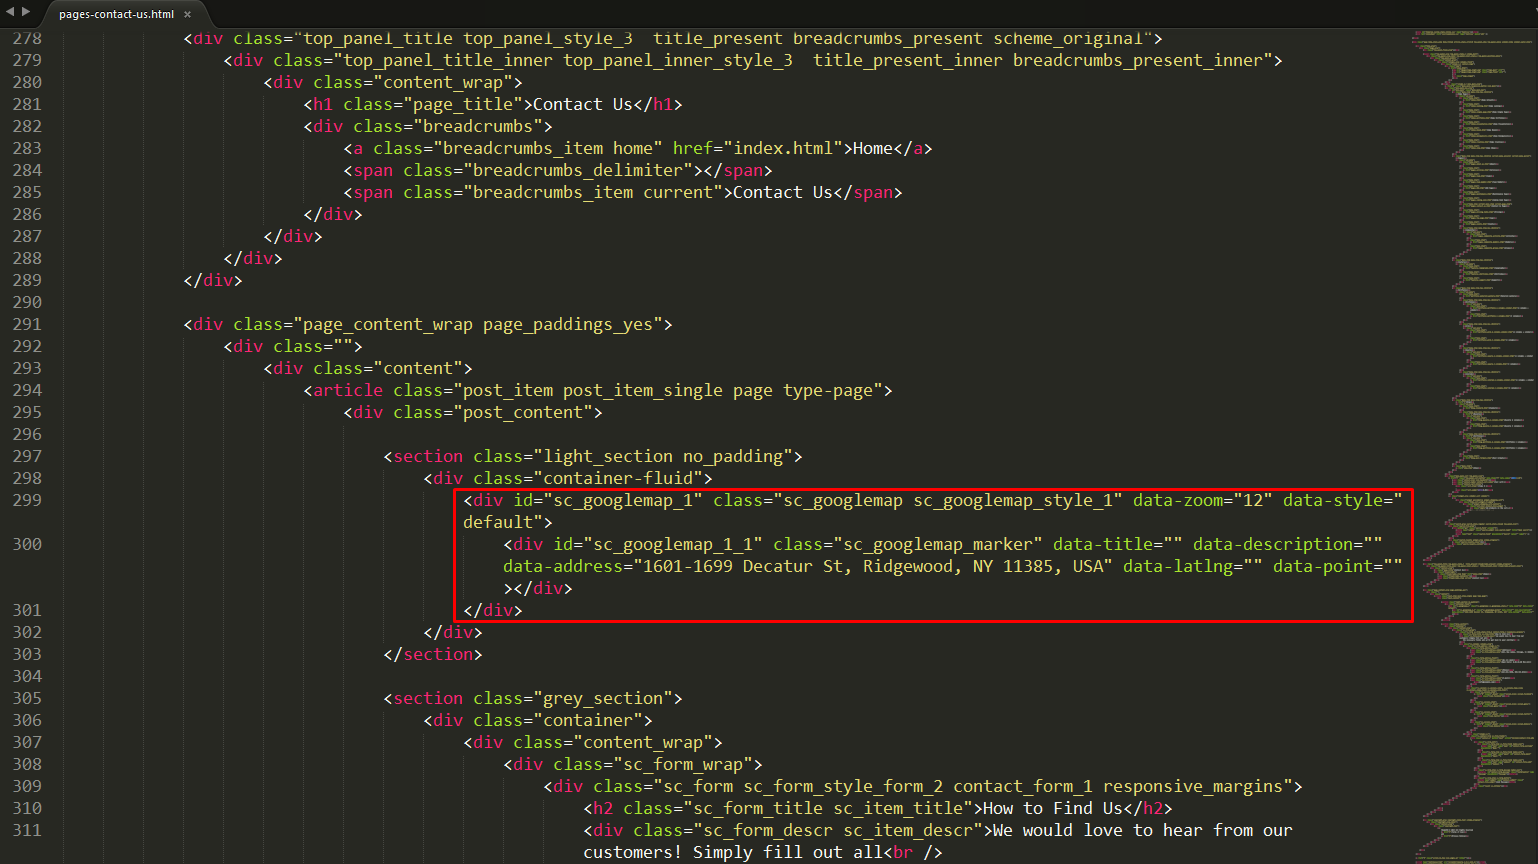 pages-contact-us.html ×
278 <div class="top_panel_title top_panel_style_3  title_present breadcrumbs_present scheme_original">
279 <div class="top_panel_title_inner top_panel_inner_style_3  title_present_inner breadcrumbs_present_inner">
280 <div class="content_wrap">
281 <h1 class="page_title">Contact Us</h1>
282 <div class="breadcrumbs">
283 <a class="breadcrumbs_item home" href="index.html">Home</a>
284 <span class="breadcrumbs_delimiter"></span>
285 <span class="breadcrumbs_item current">Contact Us</span>
286 </div>
287 </div>
288 </div>
289 </div>
290
291 <div class="page_content_wrap page_paddings_yes">
292 <div class="">
293 <div class="content">
294 <article class="post_item post_item_single page type-page">
295 <div class="post_content">
296
297 <section class="light_section no_padding">
298 <div class="container-fluid">
299 <div id="sc_googlemap_1" class="sc_googlemap sc_googlemap_style_1" data-zoom="12" data-style="
default">
300 <div id="sc_googlemap_1_1" class="sc_googlemap_marker" data-title="" data-description=""
data-address="1601-1699 Decatur St, Ridgewood, NY 11385, USA" data-latlng="" data-point=""
></div>
301 </div>
302 </div>
303 </section>
304
305 <section class="grey_section">
306 <div class="container">
307 <div class="content_wrap">
308 <div class="sc_form_wrap">
309 <div class="sc_form sc_form_style_form_2 contact_form_1 responsive_margins">
310 <h2 class="sc_form_title sc_item_title">How to Find Us</h2>
311 <div class="sc_form_descr sc_item_descr">We would love to hear from our
customers! Simply fill out all<br />